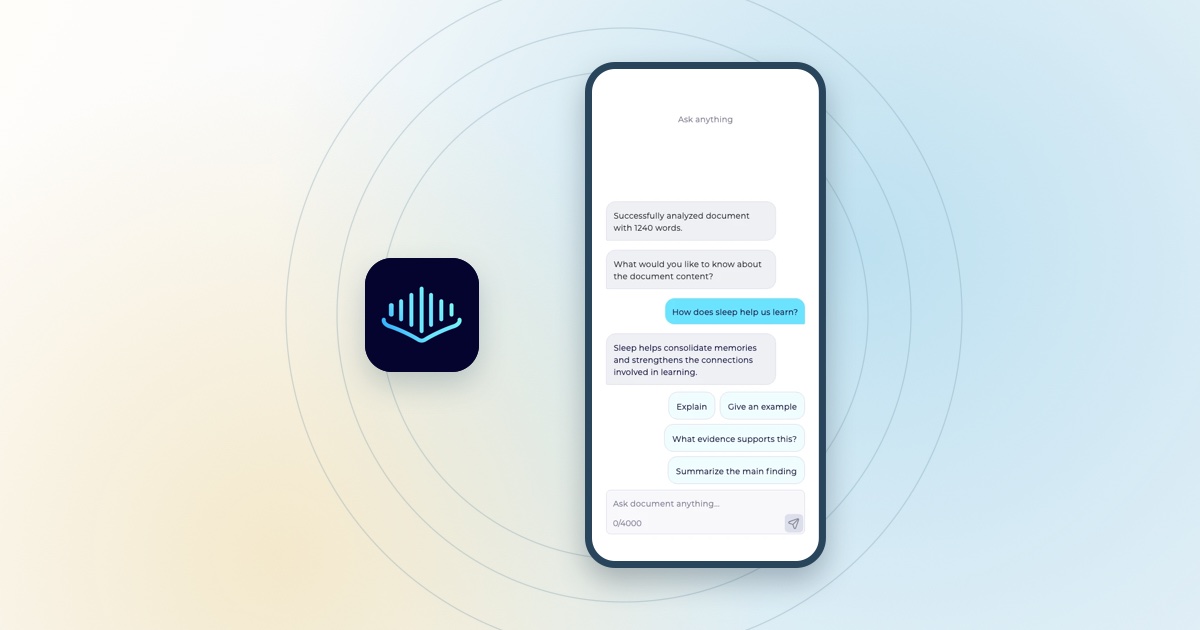 Ask anything
Successfully analyzed document
with 1240 words.
What would you like to know about
the document content?
How does sleep help us learn?
Sleep helps consolidate memories
and strengthens the connections
involved in learning.
Explain
Give an example
What evidence supports this?
Summarize the main finding
Ask document anything...
0/4000